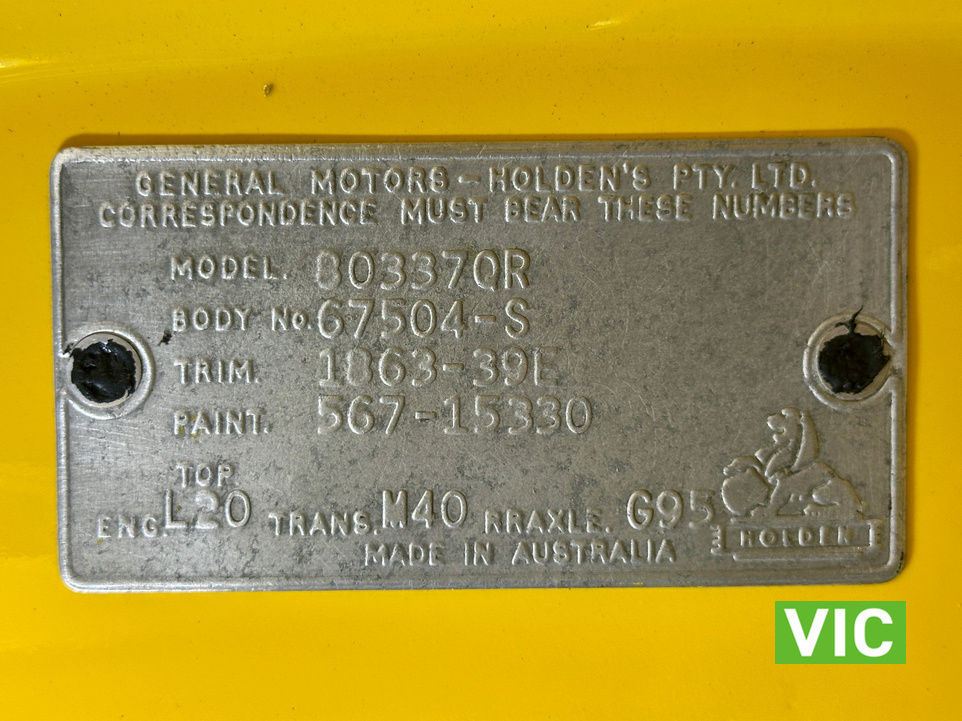 GENERAL MOTORS - HOLDEN'S PTY. LTD.
CORRESPONDENCE MUST BEAR THESE NUMBERS
MODEL. 80337QR
BODY No. 67504-S
TRIM. 1863-39E
PAINT. 567-15330
TOP
ENG. L20 TRANS. M40 RRAXLE. G95
MADE IN AUSTRALIA
HOLDEN
VIC